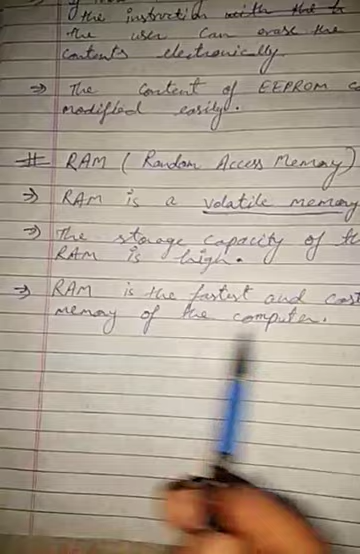 the instruction with the
the user can erase the
contents electronically
⇒ The content of EEPROM
modified easily.
# RAM (Random Access Memory)
⇒ RAM is a volatile memory
⇒ The storage capacity of
RAM is high.
⇒ RAM is the fastest and
memory of the computer.